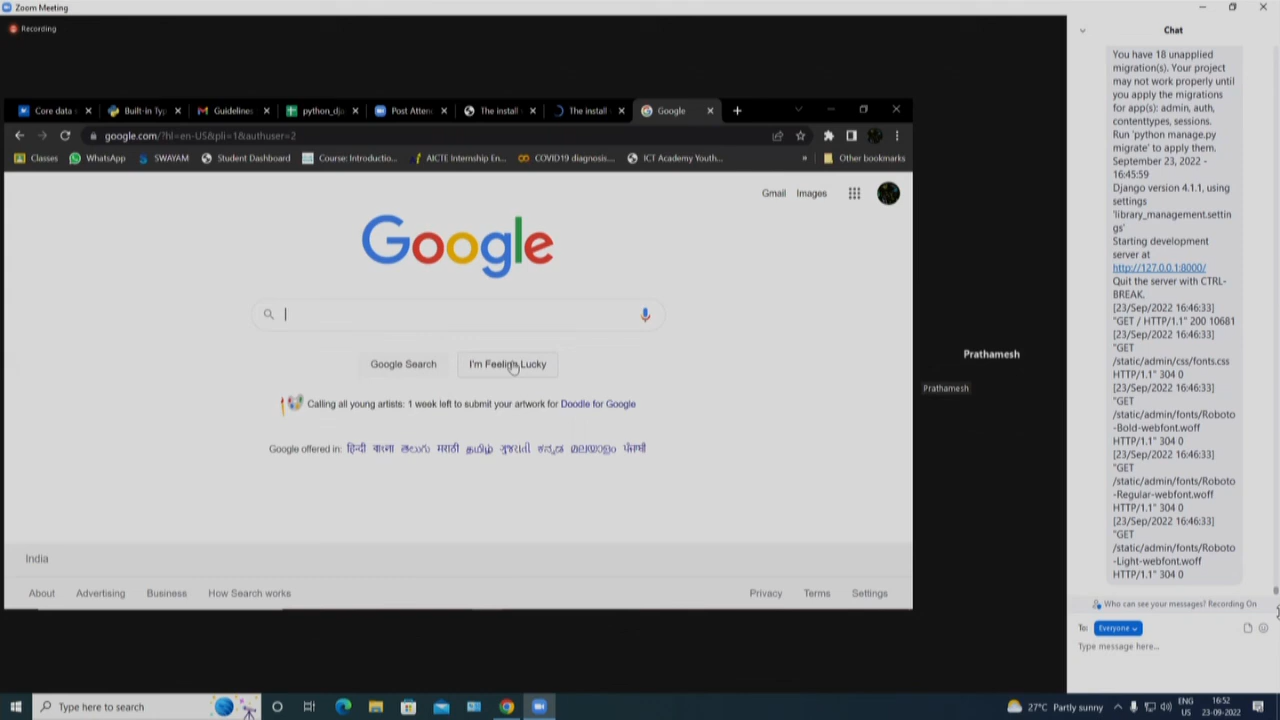 Zoom Meeting
Recording
Chat
Core data
Built-in Typ
Guidelines
python_dja
Post Atten
The install
The install
Google
google.com/?hl=en-US&pli=1&authuser=2
Classes
WhatsApp
SWAYAM
Student Dashboard
Course: Introductio...
AICTE Internship En...
COVID19 diagnosis...
ICT Academy Youth...
»
Other bookmarks
Gmail
Images
Google
Google Search
I'm Feeling Lucky
Calling all young artists: 1 week left to submit your artwork for Doodle for Google
Google offered in: हिन्दी বাংলা తెలుగు मराठी தமிழ் ગુજરાતી ಕನ್ನಡ മലയാളം ਪੰਜਾਬੀ
India
About
Advertising
Business
How Search works
Privacy
Terms
Settings
Prathamesh
Prathamesh
You have 18 unapplied
migration(s). Your project
may not work properly until
you apply the migrations
for app(s): admin, auth,
contenttypes, sessions.
Run 'python manage.py
migrate' to apply them.
September 23, 2022 -
16:45:59
Django version 4.1.1, using
settings
'library_management.settin
gs'
Starting development
server at
http://127.0.0.1:8000/
Quit the server with CTRL-
BREAK.
[23/Sep/2022 16:46:33]
"GET / HTTP/1.1" 200 10681
[23/Sep/2022 16:46:33]
"GET
/static/admin/css/fonts.css
HTTP/1.1" 304 0
[23/Sep/2022 16:46:33]
"GET
/static/admin/fonts/Roboto
-Bold-webfont.woff
HTTP/1.1" 304 0
[23/Sep/2022 16:46:33]
"GET
/static/admin/fonts/Roboto
-Regular-webfont.woff
HTTP/1.1" 304 0
[23/Sep/2022 16:46:33]
"GET
/static/admin/fonts/Roboto
-Light-webfont.woff
HTTP/1.1" 304 0
Who can see your messages? Recording On
To: Everyone
Type message here...
Type here to search
27°C Partly sunny
ENG
US
16:52
23-09-2022